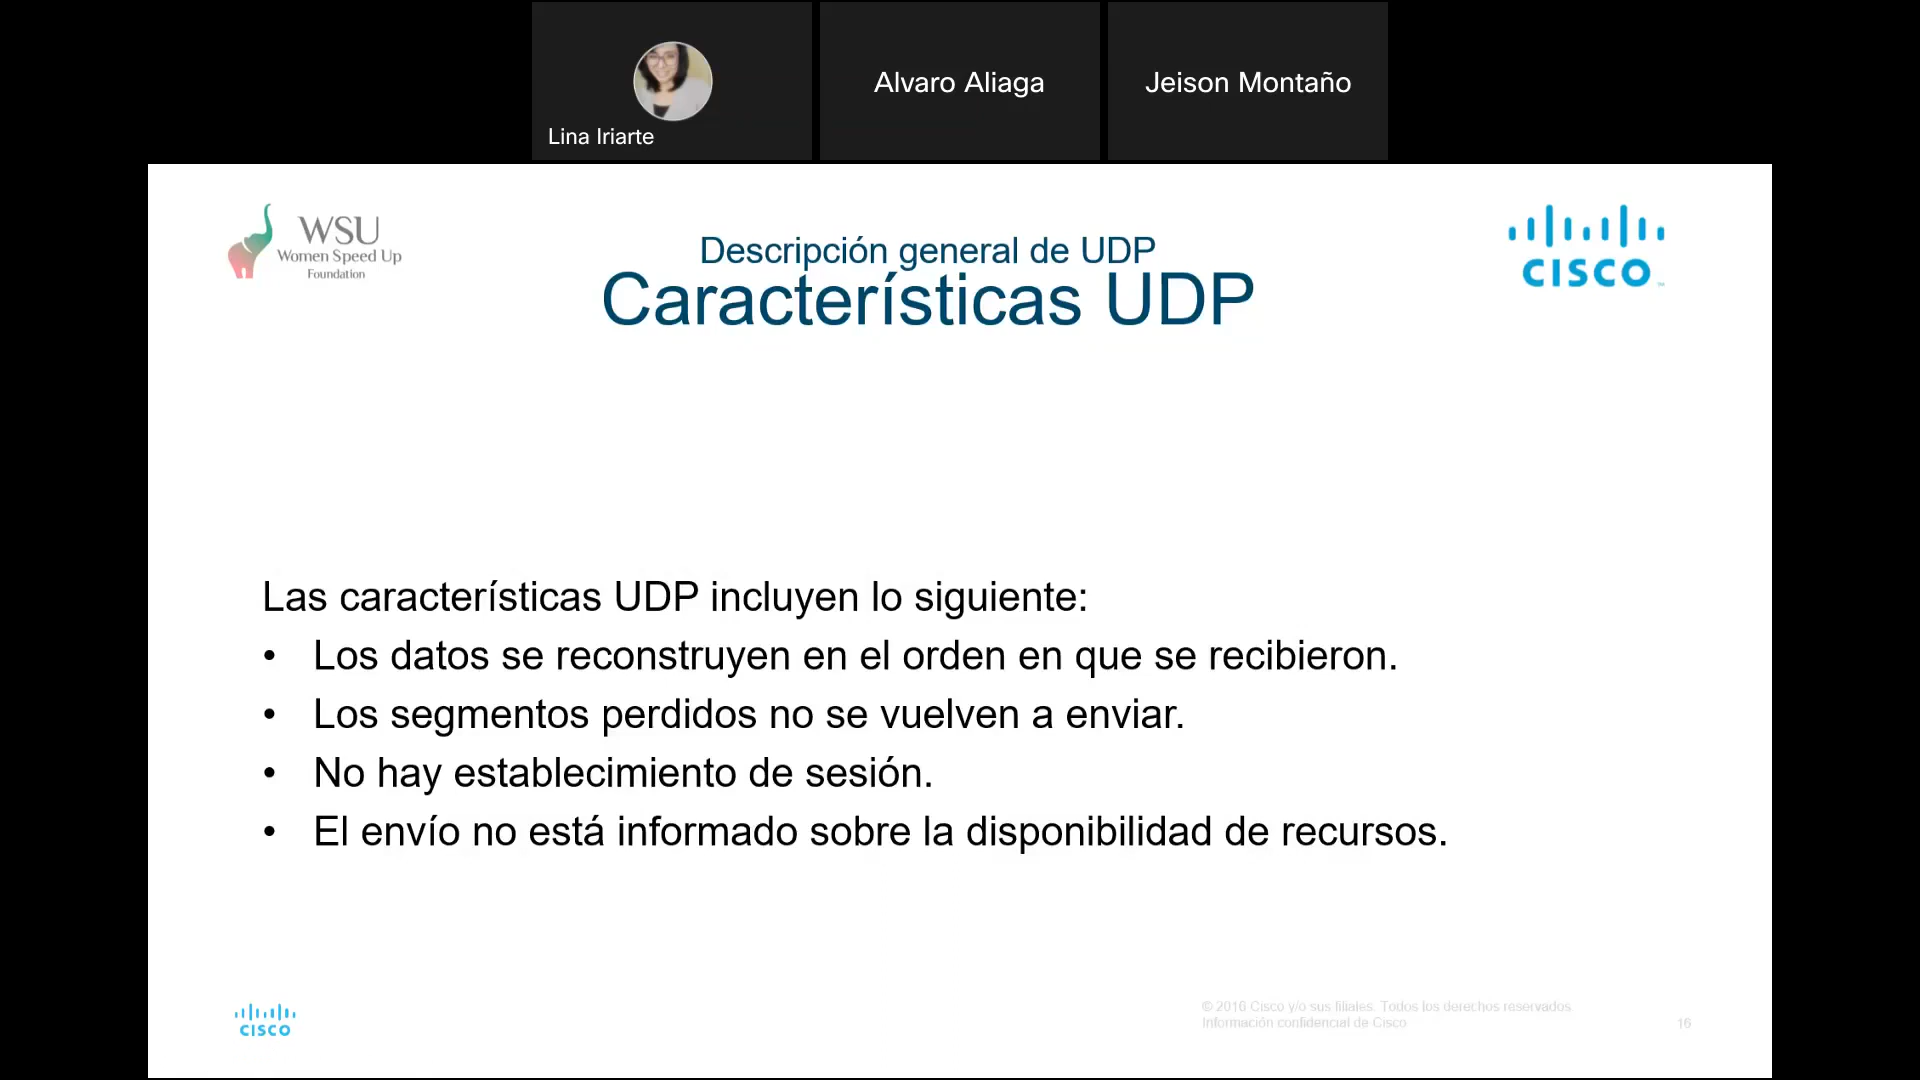 Lina Iriarte
Alvaro Aliaga
Jeison Montaño
WSU
Women Speed Up
Foundation
CISCO
Descripción general de UDP
Características UDP
Las características UDP incluyen lo siguiente:
• Los datos se reconstruyen en el orden en que se recibieron.
• Los segmentos perdidos no se vuelven a enviar.
• No hay establecimiento de sesión.
• El envío no está informado sobre la disponibilidad de recursos.
CISCO
© 2016 Cisco y/o sus filiales. Todos los derechos reservados
Información confidencial de Cisco
16